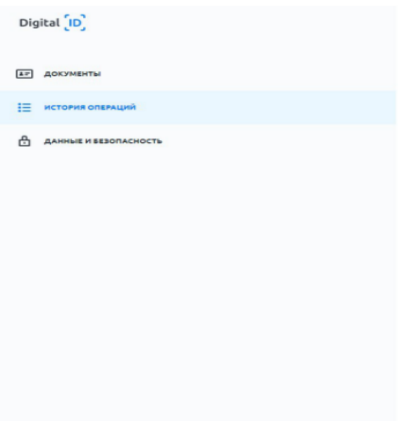 Digital ID
ДОКУМЕНТЫ
ИСТОРИЯ ОПЕРАЦИЙ
ДАННЫЕ И БЕЗОПАСНОСТЬ